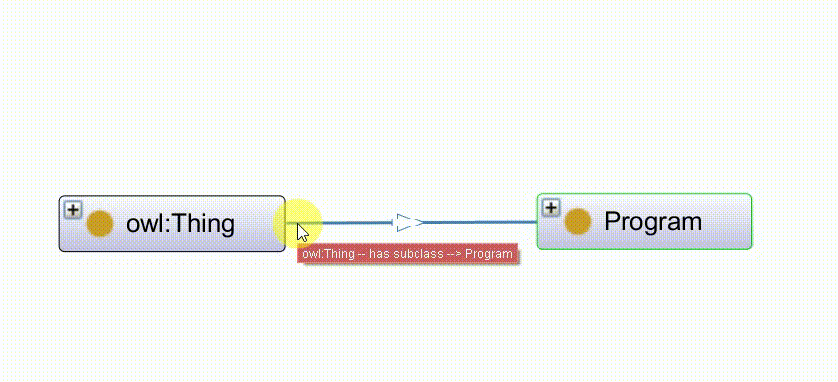 owl:Thing
Program
owl:Thing -- has subclass --> Program